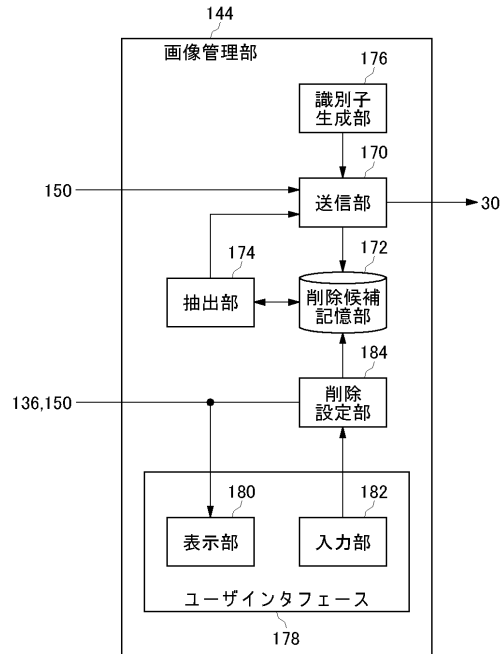 144
画像管理部
176
識別子
生成部
170
150
送信部
30
174
172
抽出部
削除候補
記憶部
184
136,150
削除
設定部
180
182
表示部
入力部
ユーザインタフェース
178